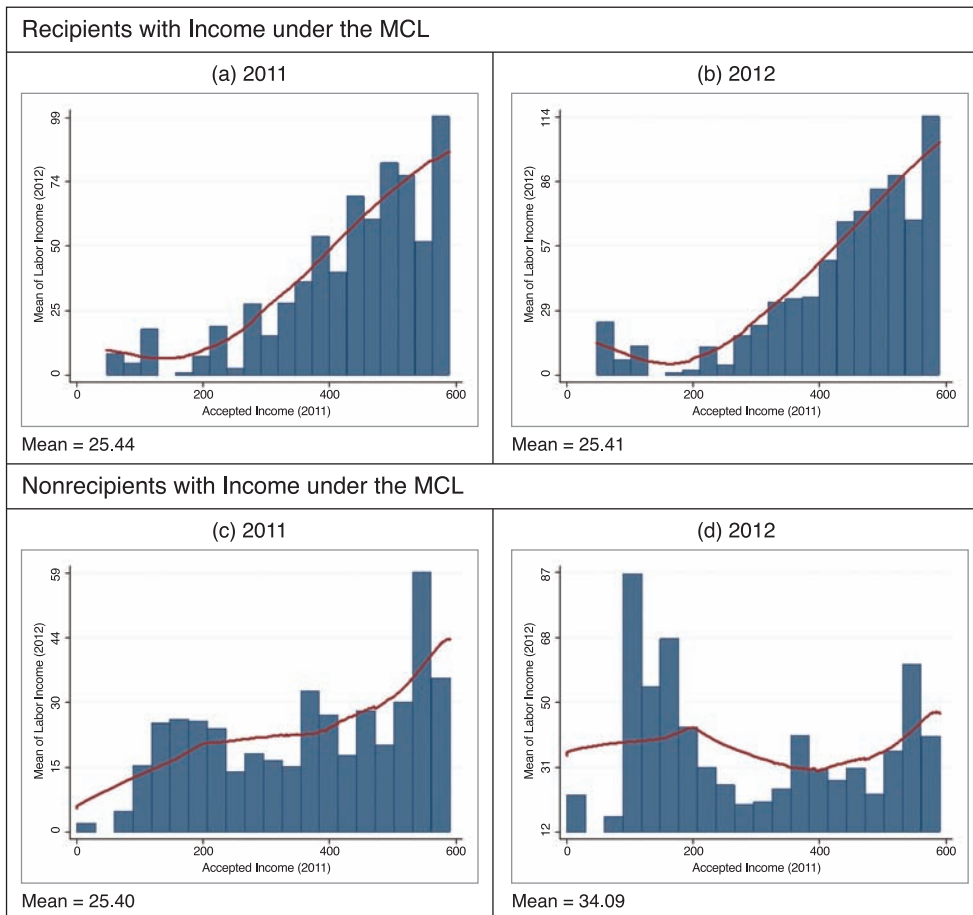 Recipients with Income under the MCL
(a) 2011
Mean of Labor Income (2012)
99
74
50
25
0
0 200 400 600
Accepted Income (2011)
Mean = 25.44
(b) 2012
Mean of Labor Income (2012)
114
86
57
29
0
0 200 400 600
Accepted Income (2011)
Mean = 25.41
Nonrecipients with Income under the MCL
(c) 2011
Mean of Labor Income (2012)
59
44
30
15
0
0 200 400 600
Accepted Income (2011)
Mean = 25.40
(d) 2012
Mean of Labor Income (2012)
87
68
50
31
12
0 200 400 600
Accepted Income (2011)
Mean = 34.09